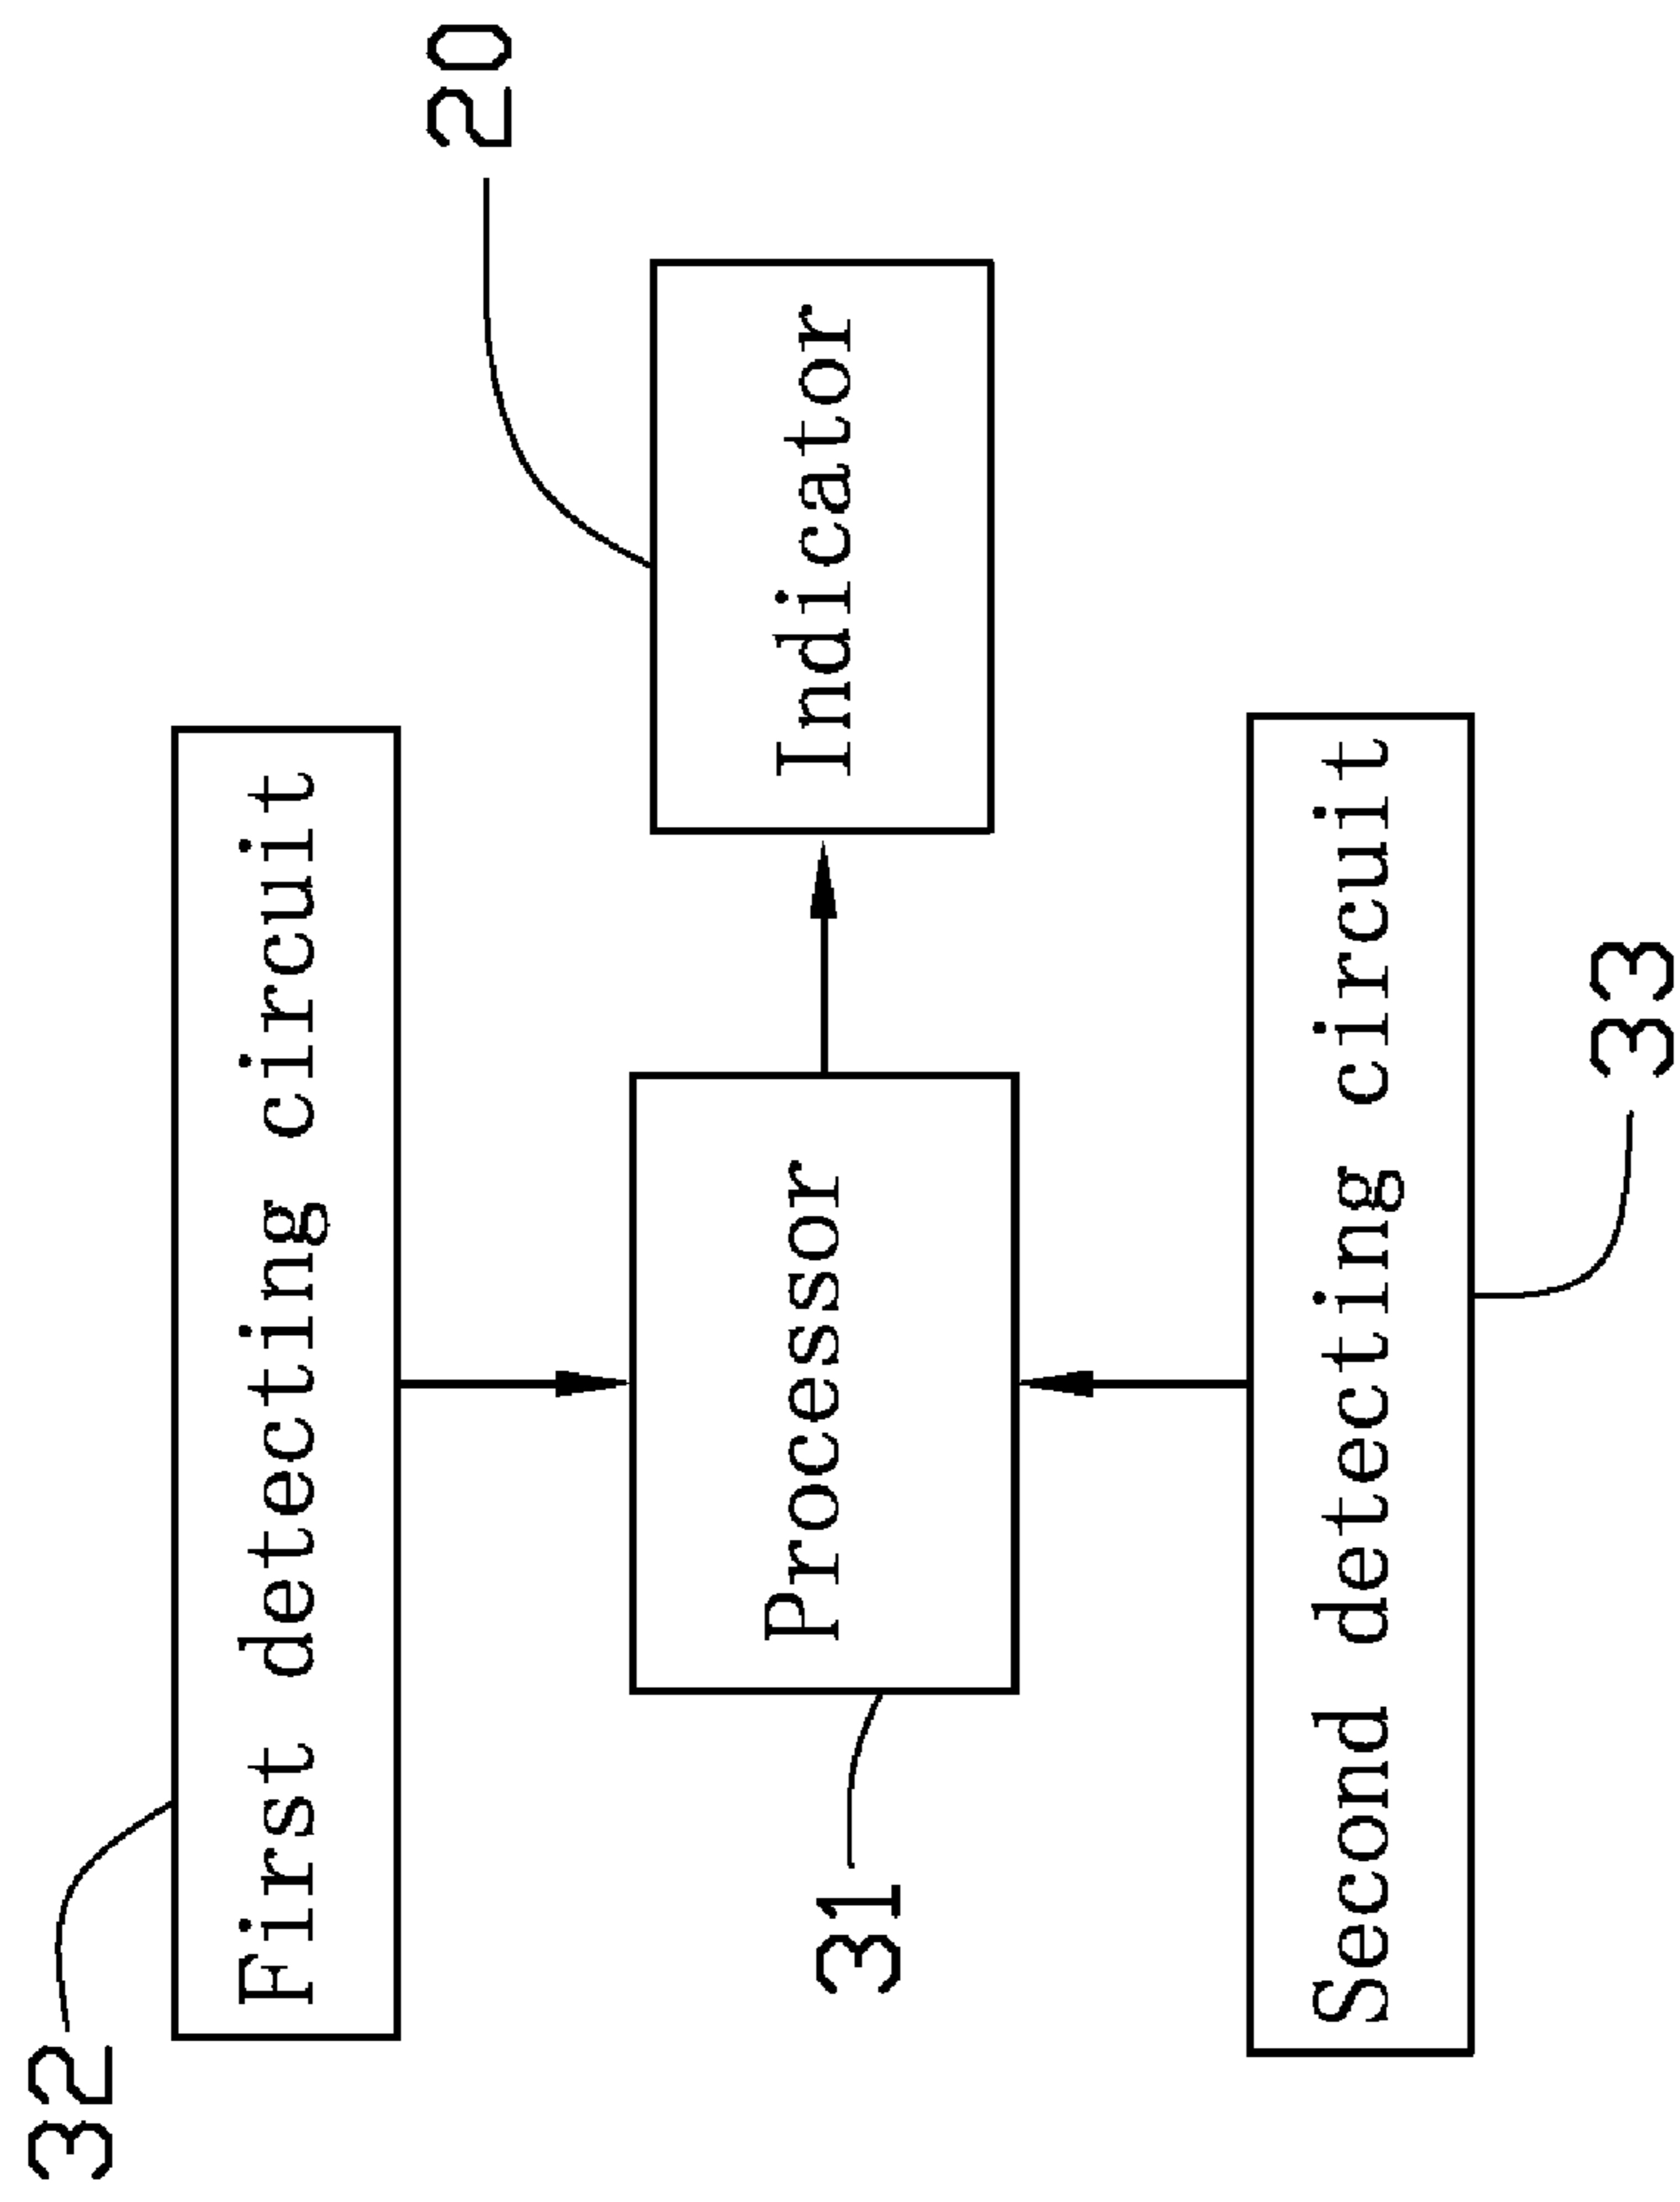 32
First detecting circuit
20
31
Processor
Indicator
Second detecting circuit
33